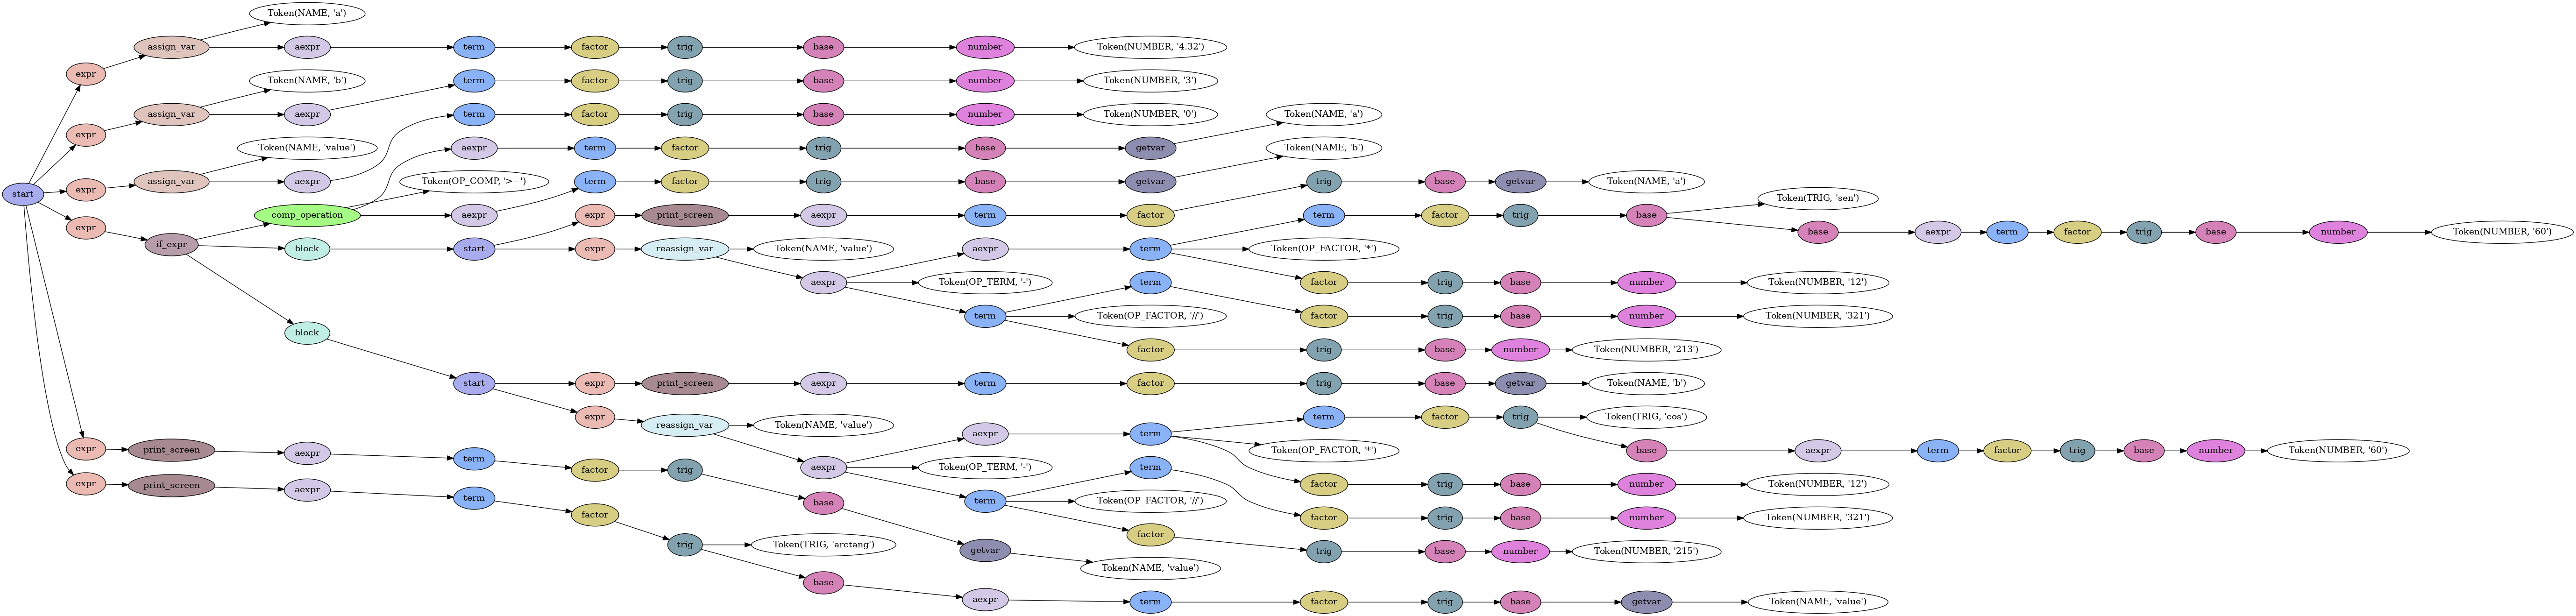 Token(NAME, 'a')
assign_var aexpr term factor trig base number Token(NUMBER, '4.32')
expr
Token(NAME, 'b') term factor trig base number Token(NUMBER, '3')
assign_var aexpr term factor trig base number Token(NUMBER, '0') Token(NAME, 'a')
expr
Token(NAME, 'value') aexpr term factor trig base getvar Token(NAME, 'b')
expr assign_var aexpr Token(OP_COMP, '>=') term factor trig base getvar trig base getvar Token(NAME, 'a')
start
Token(TRIG, 'sen')
comp_operation aexpr expr print_screen aexpr term factor term factor trig base
expr
base aexpr term factor trig base number Token(NUMBER, '60')
if_expr block start expr reassign_var Token(NAME, 'value') aexpr term Token(OP_FACTOR, '*')
aexpr Token(OP_TERM, '-') term factor trig base number Token(NUMBER, '12')
term Token(OP_FACTOR, '//') factor trig base number Token(NUMBER, '321')
block
factor trig base number Token(NUMBER, '213')
start expr print_screen aexpr term factor trig base getvar Token(NAME, 'b')
expr reassign_var Token(NAME, 'value') term factor trig Token(TRIG, 'cos')
aexpr term
expr print_screen aexpr Token(OP_FACTOR, '*') base aexpr term factor trig base number Token(NUMBER, '60')
term factor trig aexpr Token(OP_TERM, '-') term
expr print_screen aexpr factor trig base number Token(NUMBER, '12')
term base term Token(OP_FACTOR, '//')
factor factor trig base number Token(NUMBER, '321')
factor
trig Token(TRIG, 'arctang') getvar trig base number Token(NUMBER, '215')
Token(NAME, 'value')
base
aexpr term factor trig base getvar Token(NAME, 'value')